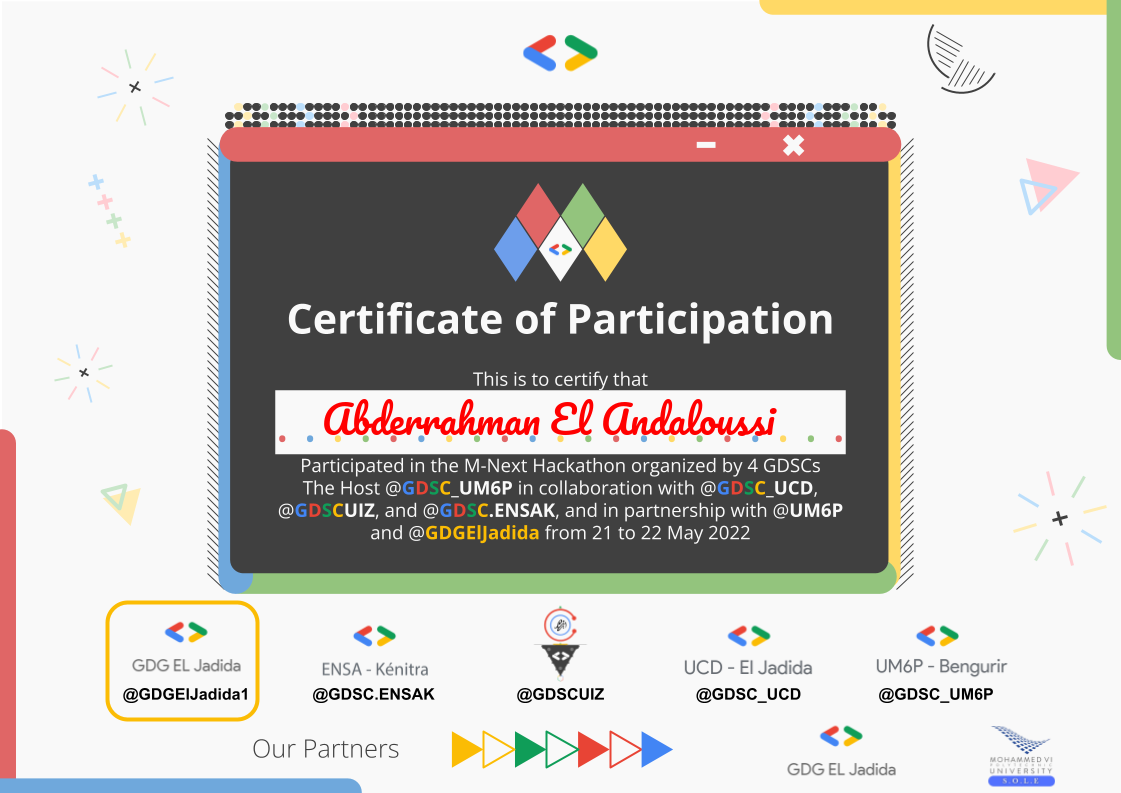 Certificate of Participation
This is to certify that
Abderrahman El Andaloussi
Participated in the M-Next Hackathon organized by 4 GDSCs
The Host @GDSC_UM6P in collaboration with @GDSC_UCD,
@GDSCUIZ, and @GDSC.ENSAK, and in partnership with @UM6P
and @GDGElJadida from 21 to 22 May 2022
GDG EL Jadida
@GDGElJadida1
ENSA - Kénitra
@GDSC.ENSAK
@GDSCUIZ
UCD - El Jadida
@GDSC_UCD
UM6P - Bengurir
@GDSC_UM6P
Our Partners
GDG EL Jadida
MOHAMMED VI
POLYTECHNIC
UNIVERSITY
S.O.L.E